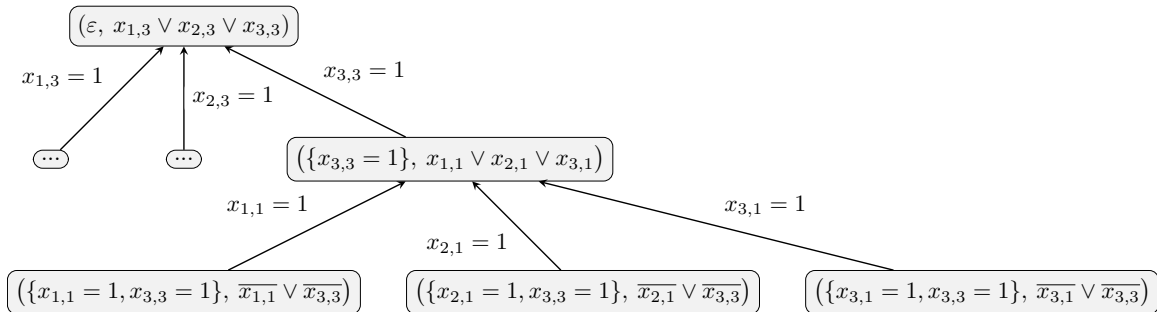 (ε, x_{1,3} ∨ x_{2,3} ∨ x_{3,3})
x_{1,3} = 1
x_{2,3} = 1
x_{3,3} = 1
...
...
({x_{3,3} = 1}, x_{1,1} ∨ x_{2,1} ∨ x_{3,1})
x_{1,1} = 1
x_{2,1} = 1
x_{3,1} = 1
({x_{1,1} = 1, x_{3,3} = 1}, \overline{x_{1,1}} ∨ \overline{x_{3,3}})
({x_{2,1} = 1, x_{3,3} = 1}, \overline{x_{2,1}} ∨ \overline{x_{3,3}})
({x_{3,1} = 1, x_{3,3} = 1}, \overline{x_{3,1}} ∨ \overline{x_{3,3}})